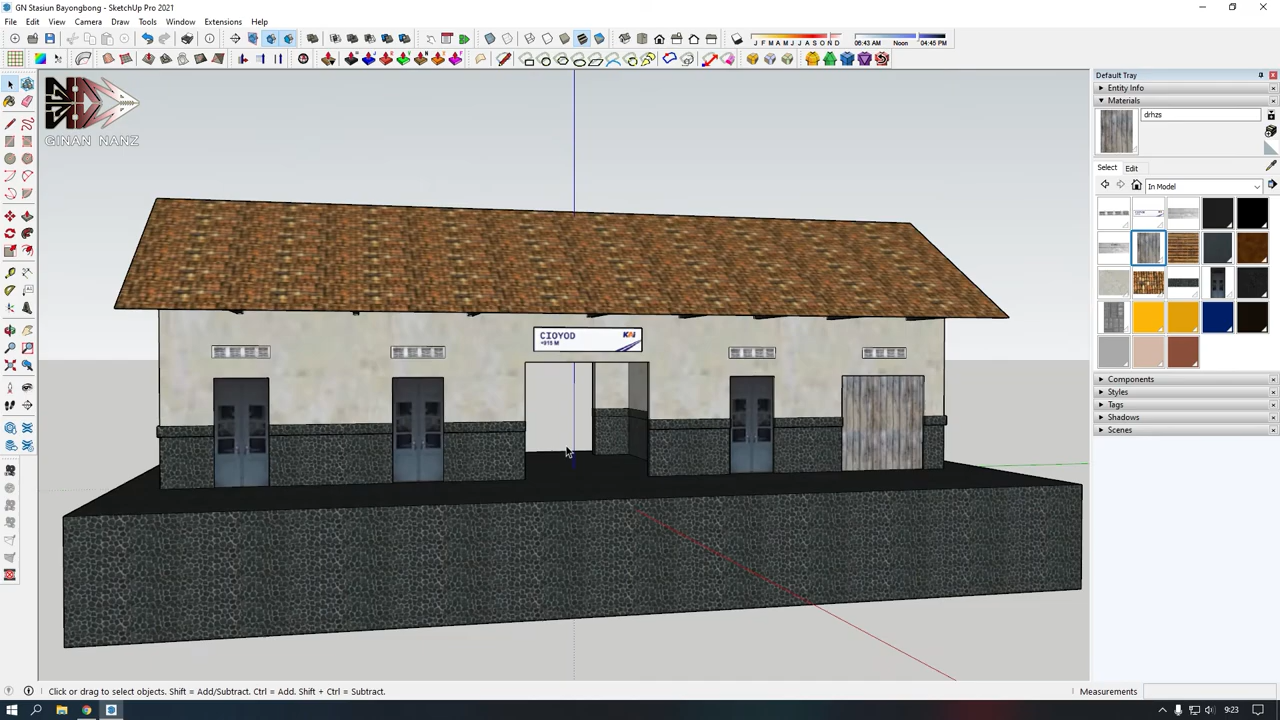 GN Stasiun Bayongbong - SketchUp Pro 2021
File Edit View Camera Draw Tools Window Extensions Help
J F M A M J J A S O N D 06:43 AM Noon 04:45 PM
Default Tray
Entity Info
Materials
drhzs
Select Edit
In Model
GINAN NANZ
CIOYOD
+915 M
KAI
Components
Styles
Tags
Shadows
Scenes
Click or drag to select objects. Shift = Add/Subtract. Ctrl = Add. Shift + Ctrl = Subtract.
Measurements
9:23